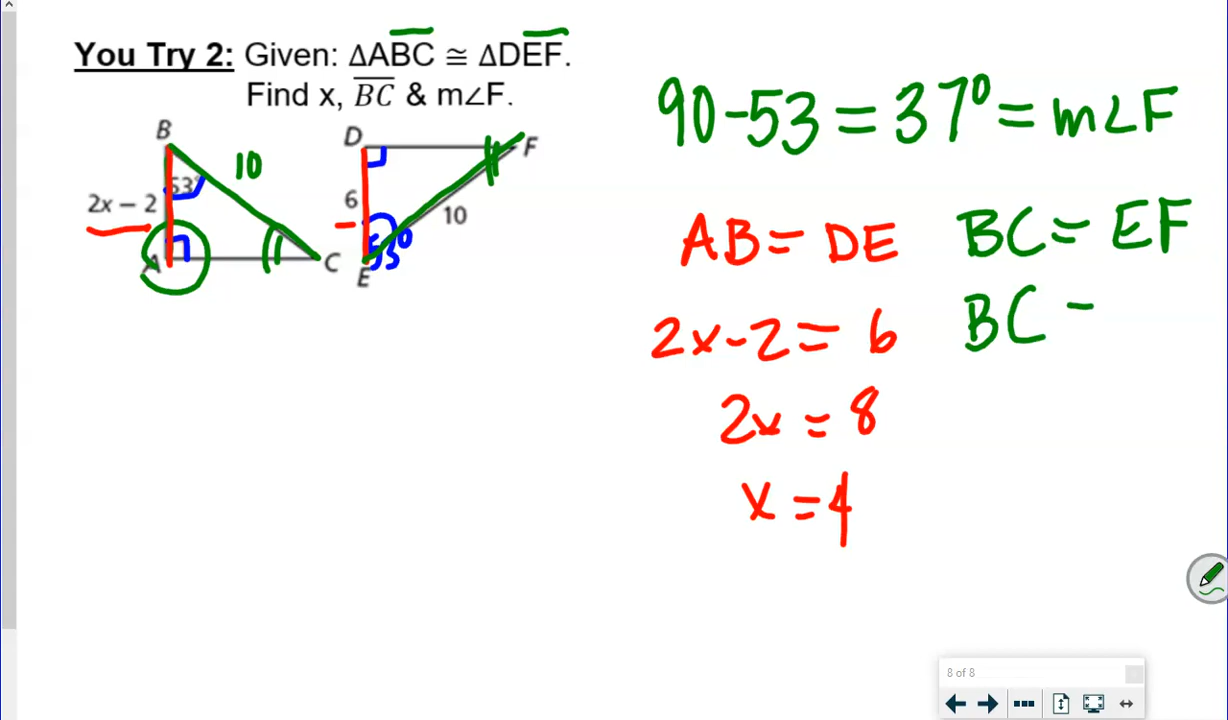 You Try 2: Given: ΔABC ≅ ΔDEF.
Find x, BC & m∠F.
B
53°
10
2x − 2
A
C
D
F
6
10
53°
E
90-53 = 37° = m∠F
AB = DE
2x-2 = 6
2x = 8
x = 4
BC = EF
BC -
8 of 8